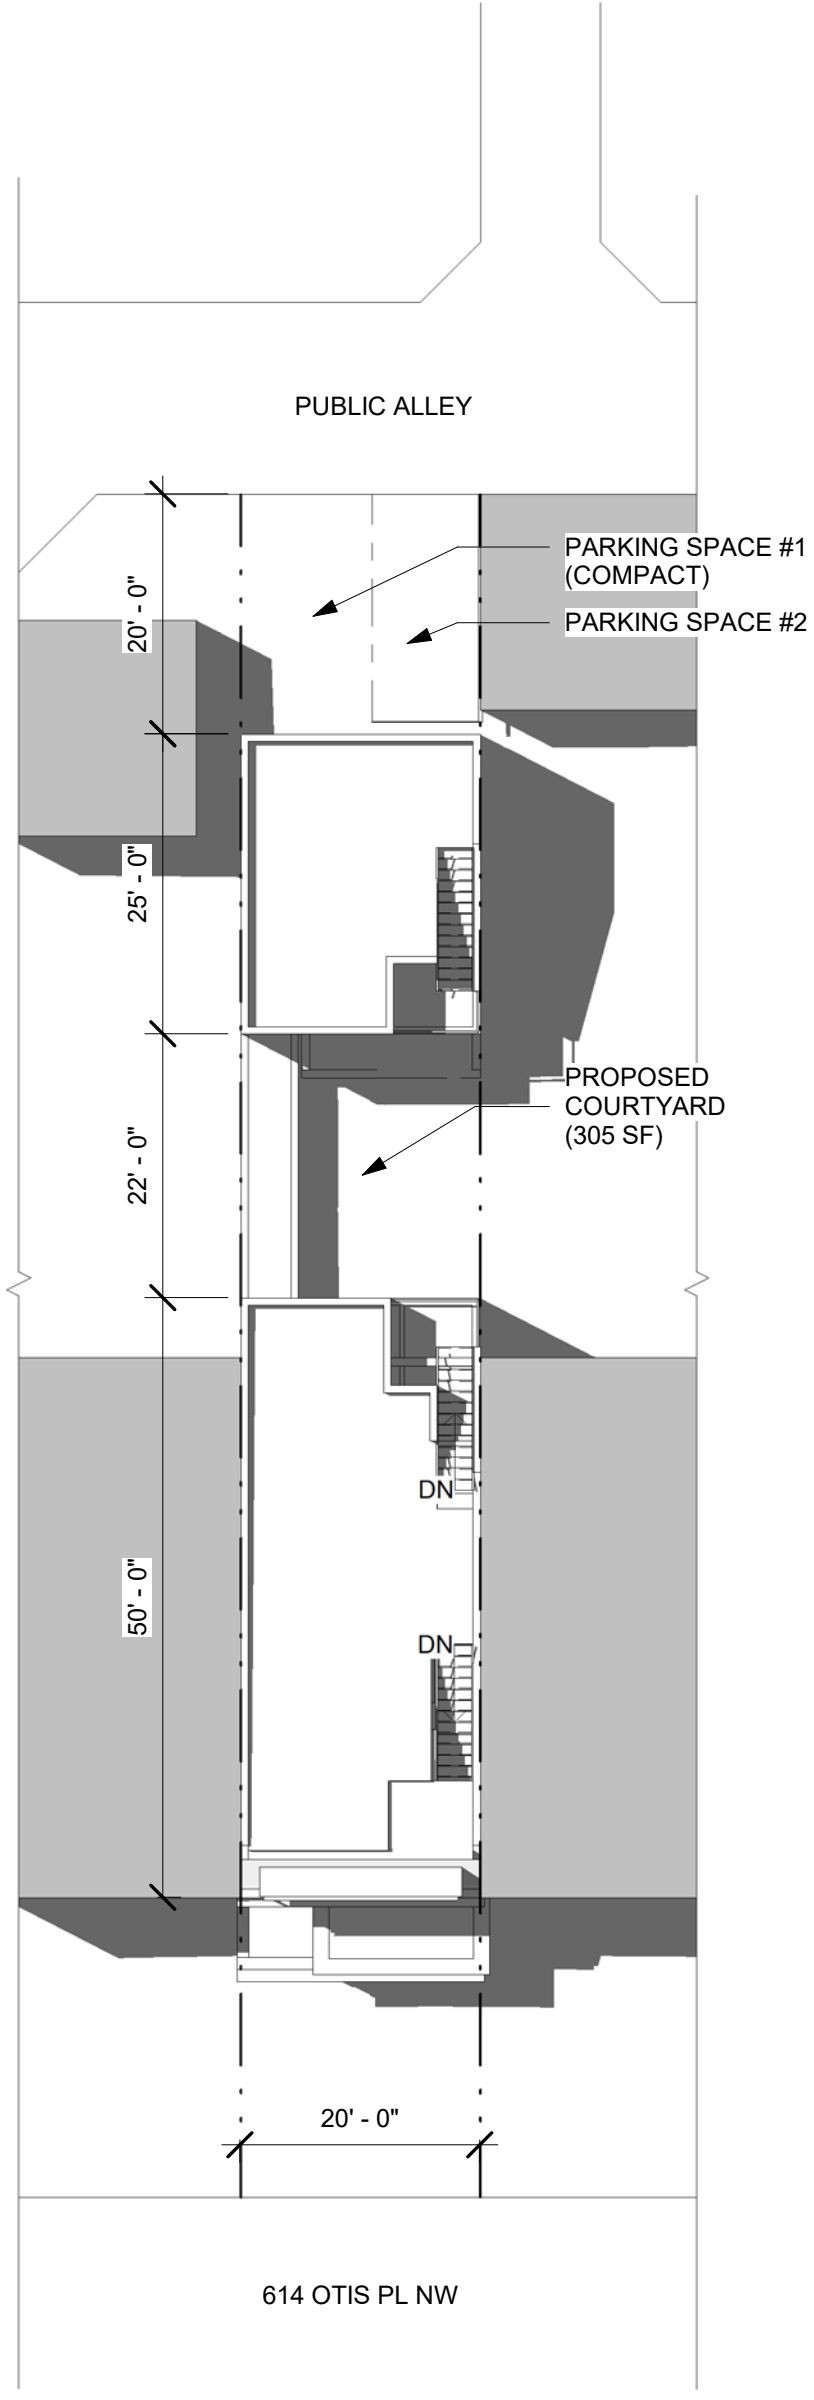 PUBLIC ALLEY
PARKING SPACE #1
(COMPACT)
PARKING SPACE #2
20' - 0"
25' - 0"
PROPOSED
COURTYARD
(305 SF)
22' - 0"
DN
50' - 0"
DN
20' - 0"
614 OTIS PL NW